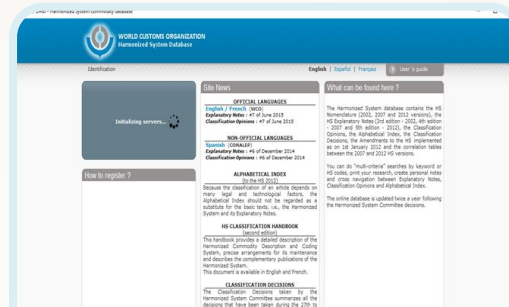 Harmonized System Commodity Database
WORLD CUSTOMS ORGANIZATION
Harmonized System Database
Identification
English | Español | Français
? User 's guide
Initializing servers...
How to register ?
Site News
OFFICIAL LANGUAGES
English / French (WCO)
Explanatory Notes : #7 of June 2015
Classification Opinions : #7 of June 2015
NON-OFFICIAL LANGUAGES
Spanish (COMALEP)
Explanatory Notes : #6 of December 2014
Classification Opinions : #6 of December 2014
ALPHABETICAL INDEX
(to the HS 2012)
Because the classification of an article depends on
many legal and technological factors, the
Alphabetical Index should not be regarded as a
substitute for the basic texts, i.e., the Harmonized
System and its Explanatory Notes.
HS CLASSIFICATION HANDBOOK
(second edition)
This handbook provides a detailed description of the
Harmonized Commodity Description and Coding
System, precise arrangements for its maintenance
and describes the complementary publications of the
Harmonized System.
This document is available in English and French.
CLASSIFICATION DECISIONS
The Classification Decisions taken by the
Harmonized System Committee summarizes all the
decisions that have been taken during the 27th to
What can be found here ?
The Harmonized System database contains the HS
Nomenclature (2002, 2007 and 2012 versions), the
HS Explanatory Notes (3rd edition - 2002, 4th edition
- 2007 and 5th edition - 2012), the Classification
Opinions, the Alphabetical Index, the Classification
Decisions, the Amendments to the HS implemented
as on 1st January 2012 and the correlation tables
between the 2007 and 2012 HS versions.
You can do "multi-criteria" searches by keyword or
HS codes, print your research, create personal notes
and cross navigation between Explanatory Notes,
Classification Opinions and Alphabetical Index.
The online database is updated twice a year following
the Harmonized System Committee decisions.